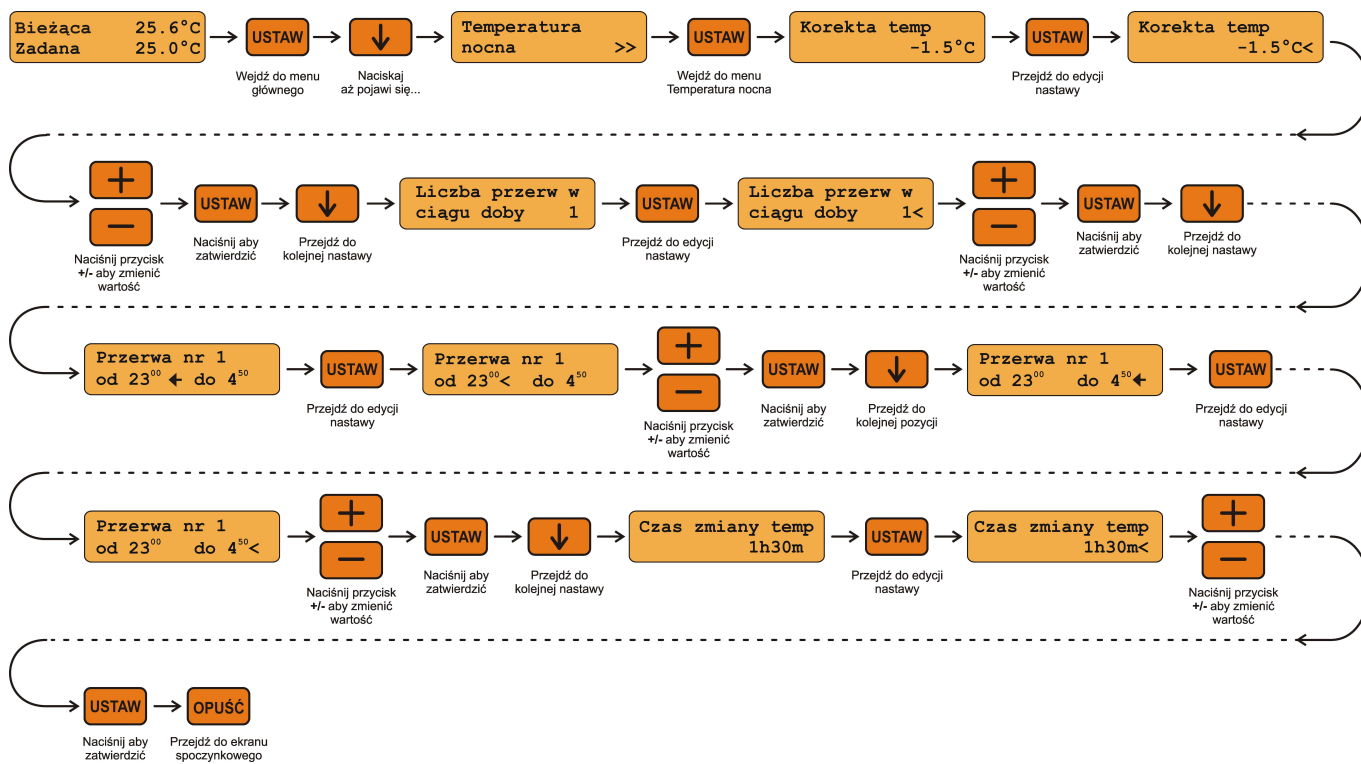 Bieżąca 25.6°C
Zadana 25.0°C
USTAW
Wejdź do menu
głównego
Naciskaj
aż pojawi się...
Temperatura
nocna >>
USTAW
Wejdź do menu
Temperatura nocna
Korekta temp
-1.5°C
USTAW
Przejdź do edycji
nastawy
Korekta temp
-1.5°C<
+
−
Naciśnij przycisk
+/- aby zmienić
wartość
USTAW
Naciśnij aby
zatwierdzić
Przejdź do
kolejnej nastawy
Liczba przerw w
ciągu doby 1
USTAW
Przejdź do edycji
nastawy
Liczba przerw w
ciągu doby 1<
+
−
Naciśnij przycisk
+/- aby zmienić
wartość
USTAW
Naciśnij aby
zatwierdzić
Przejdź do
kolejnej nastawy
Przerwa nr 1
od 23⁰⁰ ← do 4⁵⁰
USTAW
Przejdź do edycji
nastawy
Przerwa nr 1
od 23⁰⁰< do 4⁵⁰
+
−
Naciśnij przycisk
+/- aby zmienić
wartość
USTAW
Naciśnij aby
zatwierdzić
Przejdź do
kolejnej pozycji
Przerwa nr 1
od 23⁰⁰ do 4⁵⁰←
USTAW
Przejdź do edycji
nastawy
Przerwa nr 1
od 23⁰⁰ do 4⁵⁰<
+
−
Naciśnij przycisk
+/- aby zmienić
wartość
USTAW
Naciśnij aby
zatwierdzić
Przejdź do
kolejnej nastawy
Czas zmiany temp
1h30m
USTAW
Przejdź do edycji
nastawy
Czas zmiany temp
1h30m<
+
−
Naciśnij przycisk
+/- aby zmienić
wartość
USTAW
Naciśnij aby
zatwierdzić
OPUŚĆ
Przejdź do ekranu
spoczynkowego